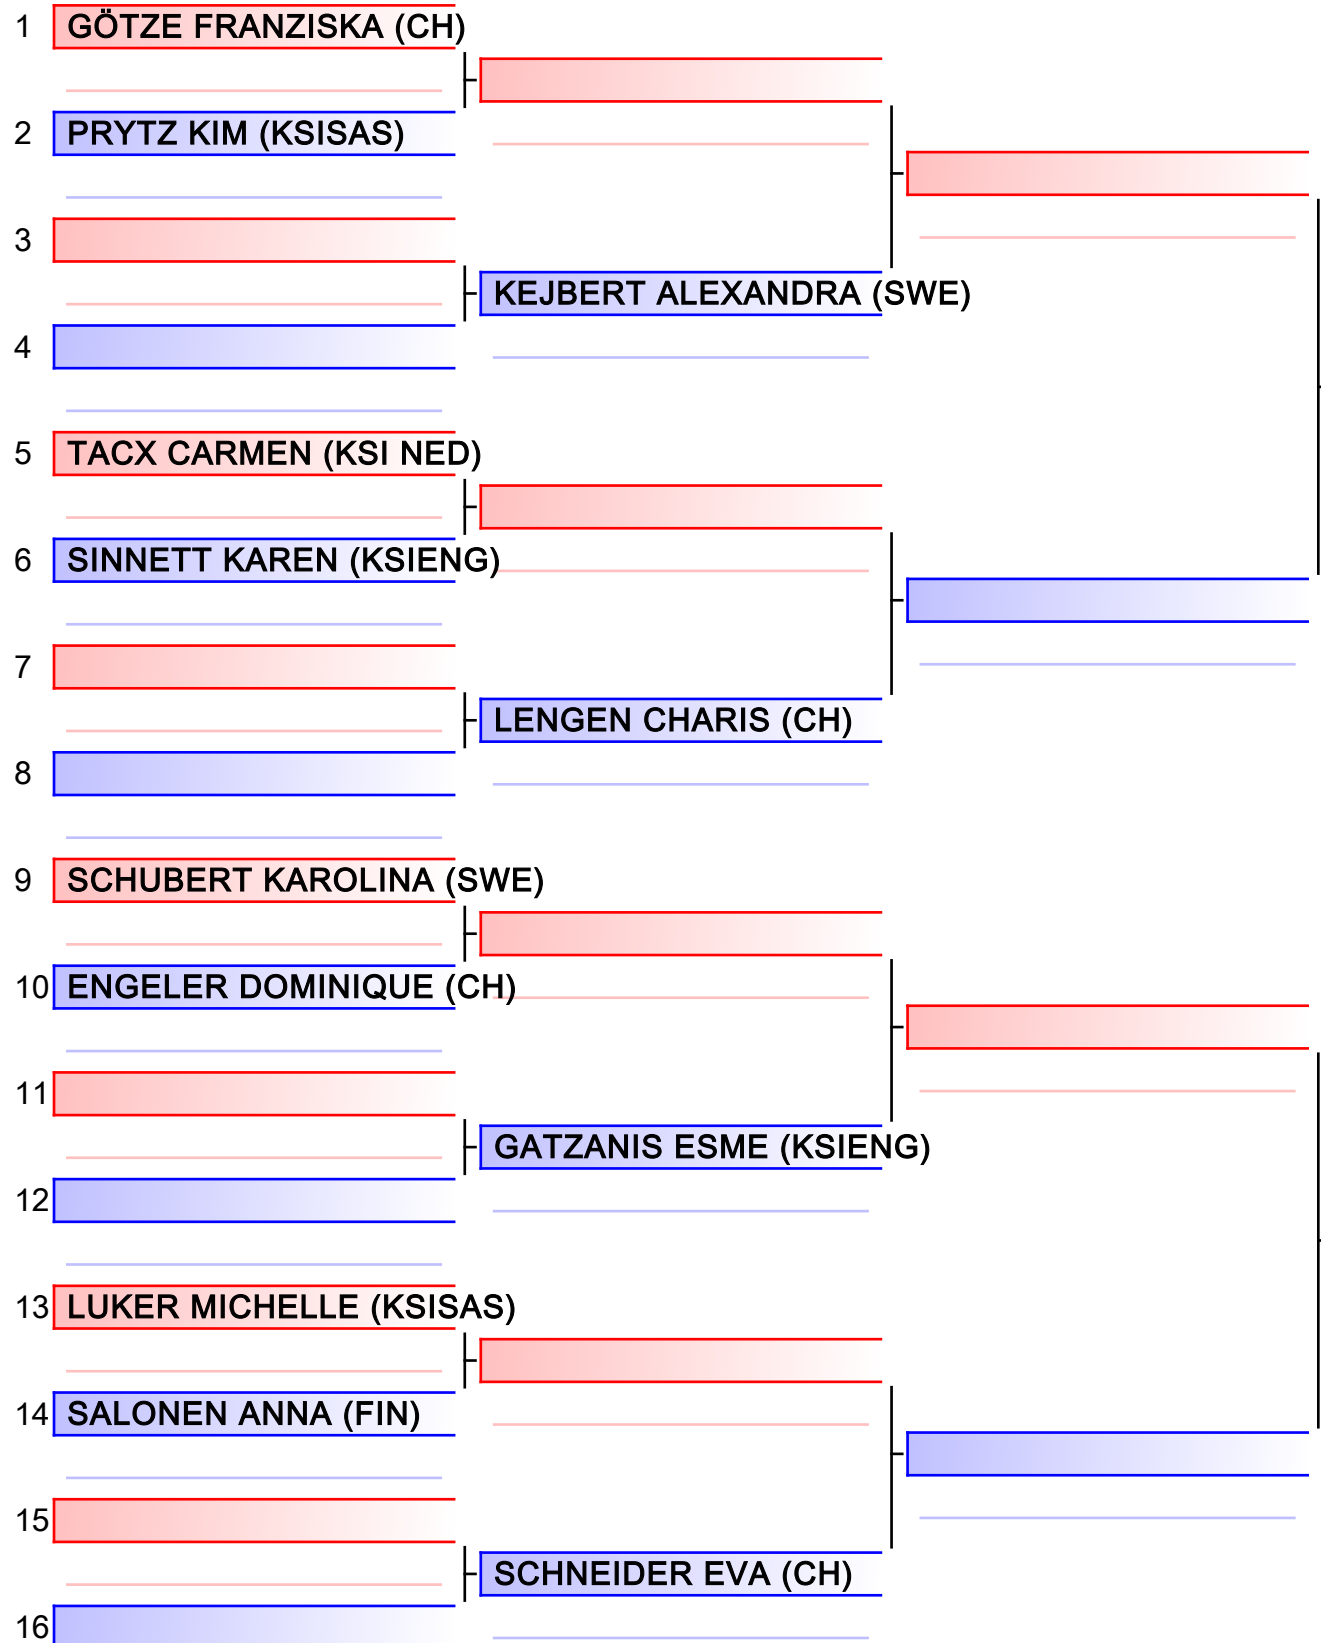 1 GÖTZE FRANZISKA (CH)
2 PRYTZ KIM (KSISAS)
3
KEJBERT ALEXANDRA (SWE)
4
5 TACX CARMEN (KSI NED)
6 SINNETT KAREN (KSIENG)
7
LENGEN CHARIS (CH)
8
9 SCHUBERT KAROLINA (SWE)
10 ENGELER DOMINIQUE (CH)
11
GATZANIS ESME (KSIENG)
12
13 LUKER MICHELLE (KSISAS)
14 SALONEN ANNA (FIN)
15
SCHNEIDER EVA (CH)
16